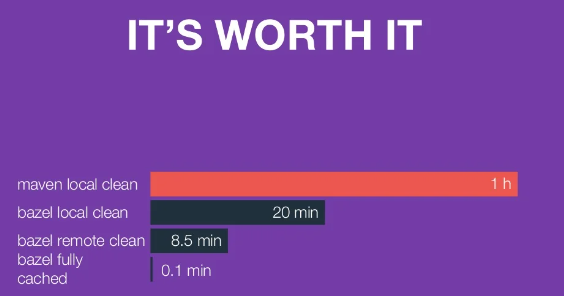 IT'S WORTH IT
maven local clean 1 h
bazel local clean 20 min
bazel remote clean 8.5 min
bazel fully
cached 0.1 min